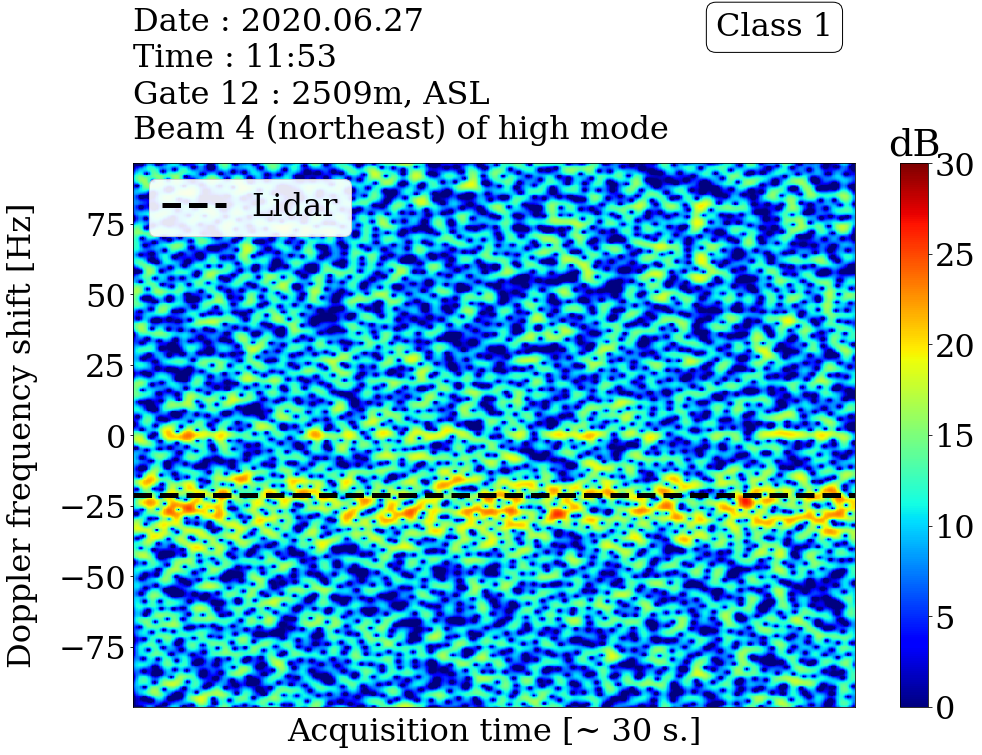 Date : 2020.06.27
Time : 11:53
Gate 12 : 2509m, ASL
Beam 4 (northeast) of high mode
Class 1
dB
Lidar
Doppler frequency shift [Hz]
75
50
25
0
−25
−50
−75
Acquisition time [~ 30 s.]
30
25
20
15
10
5
0